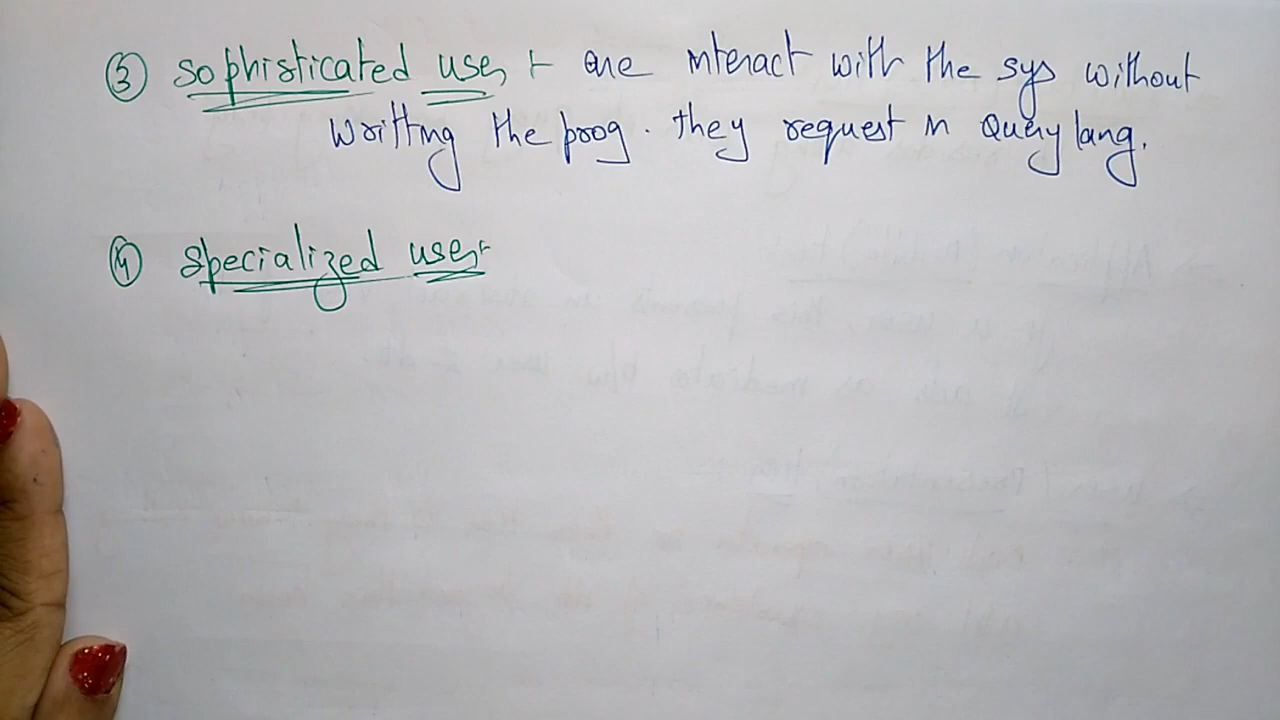 ③ sophisticated user :- are interact with the sys without
writting the prog. they request in Query lang.
④ specialized user